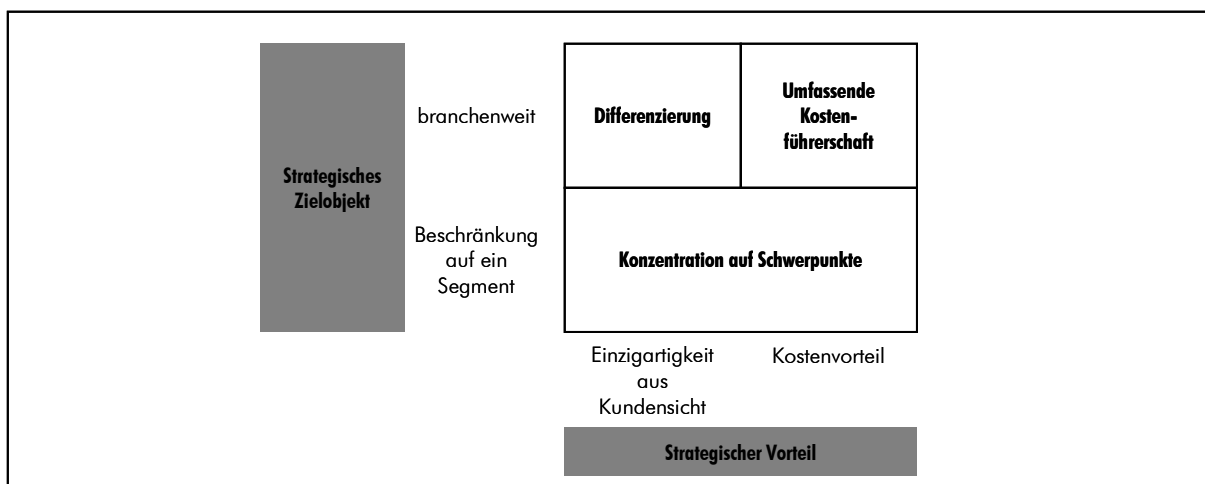 Strategisches
Zielobjekt
branchenweit
Beschränkung
auf ein
Segment
Differenzierung
Umfassende
Kosten-
führerschaft
Konzentration auf Schwerpunkte
Einzigartigkeit
aus
Kundensicht
Kostenvorteil
Strategischer Vorteil